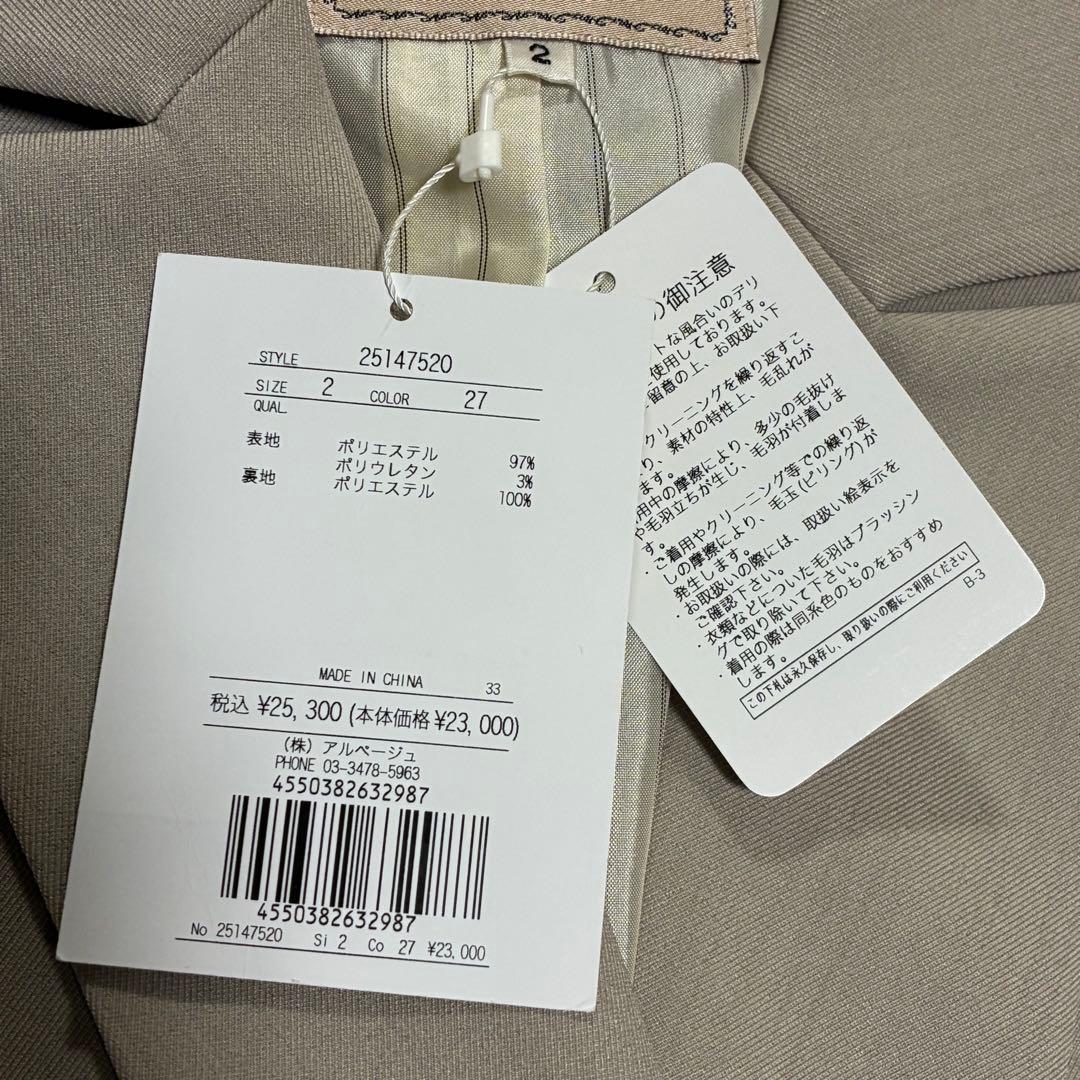 2
STYLE 25147520
SIZE 2 COLOR 27
QUAL.
表地 ポリエステル 97%
ポリウレタン 3%
裏地 ポリエステル 100%
MADE IN CHINA 33
税込 ¥25,300 (本体価格 ¥23,000)
(株) アルページュ
PHONE 03-3478-5963
4550382632987
4550382632987
No 25147520 Si 2 Co 27 ¥23,000
の御注意
トな風合いのデリ
使用しております。
留意の上、お取扱い下
クリーニングを繰り返すこ
り、素材の特性上、毛乱れが
ます。
用中の摩擦により、多少の毛抜け
や毛羽立ちが生じ、毛羽が付着しま
す。
・ご着用やクリーニング等での繰り返
しの摩擦により、毛玉(ピリング)が
発生します。
お取扱いの際には、取扱い絵表示を
ご確認下さい。
・衣類などについた毛羽はブラッシン
グで取り除いて下さい。
・着用の際は同系色のものをおすすめ
します。
この下札は永久保存し、取り扱いの際にご利用ください
B-3